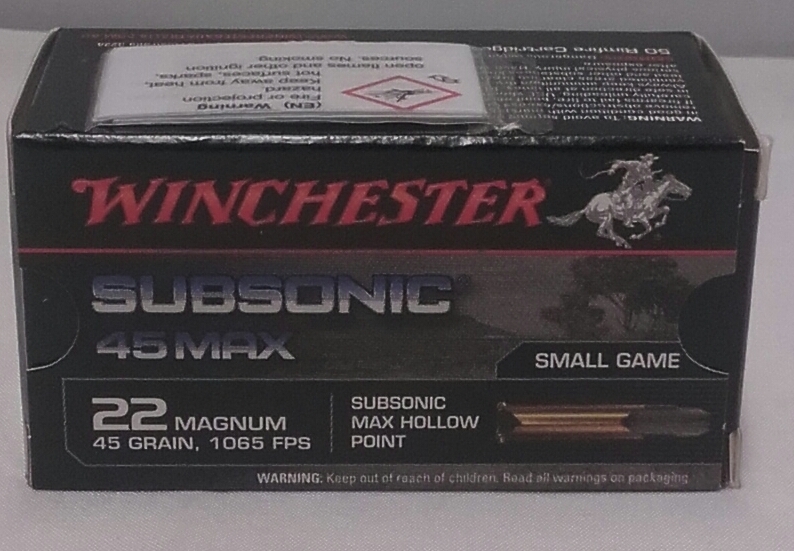 50 Rimfire Cartridge
(EN) Warning
Fire or projection
hazard.
Keep away from heat,
hot surfaces, sparks,
open flames and other ignition
sources. No smoking
WINCHESTER
SUBSONIC
45 MAX
SMALL GAME
22 MAGNUM
45 GRAIN, 1065 FPS
SUBSONIC
MAX HOLLOW
POINT
WARNING: Keep out of reach of children. Read all warnings on packaging